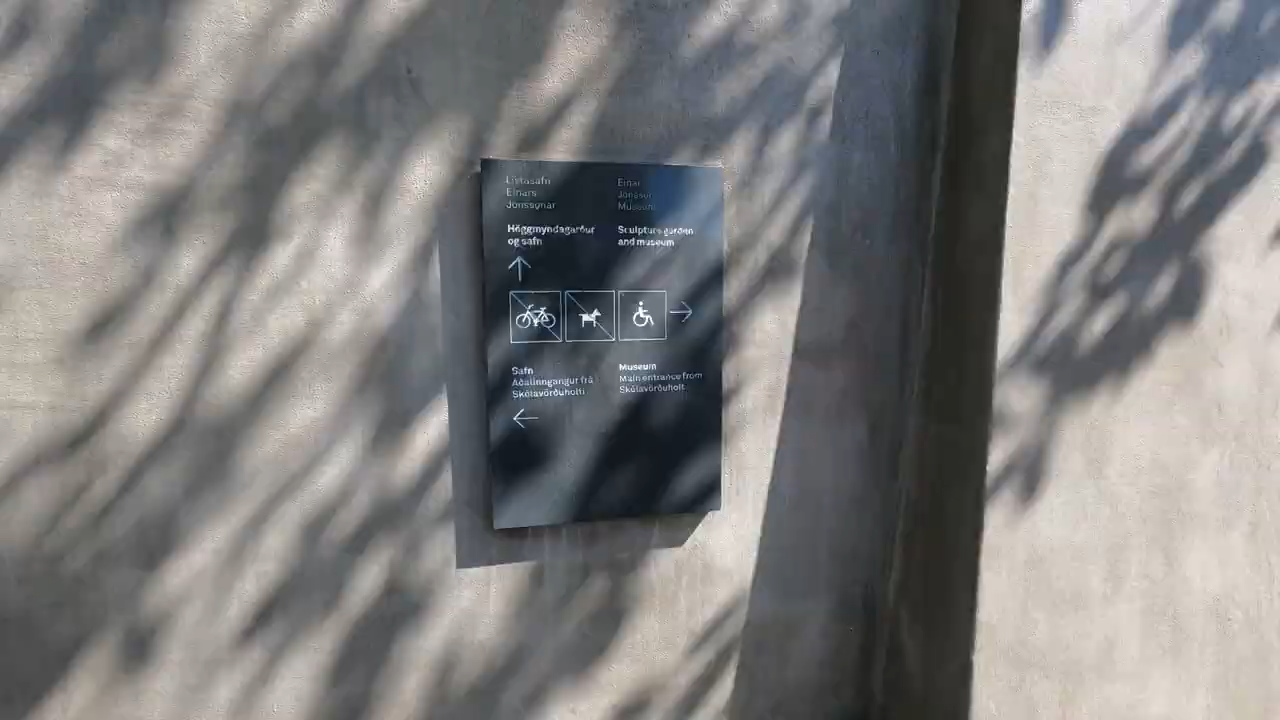 Listasafn
Einars
Jónssonar
Einar
Jónsson
Museum
Höggmyndagarður
og safn
Sculpture garden
and museum
Safn
Aðalinngangur frá
Skólavörðuholti
Museum
Main entrance from
Skólavörðuholt